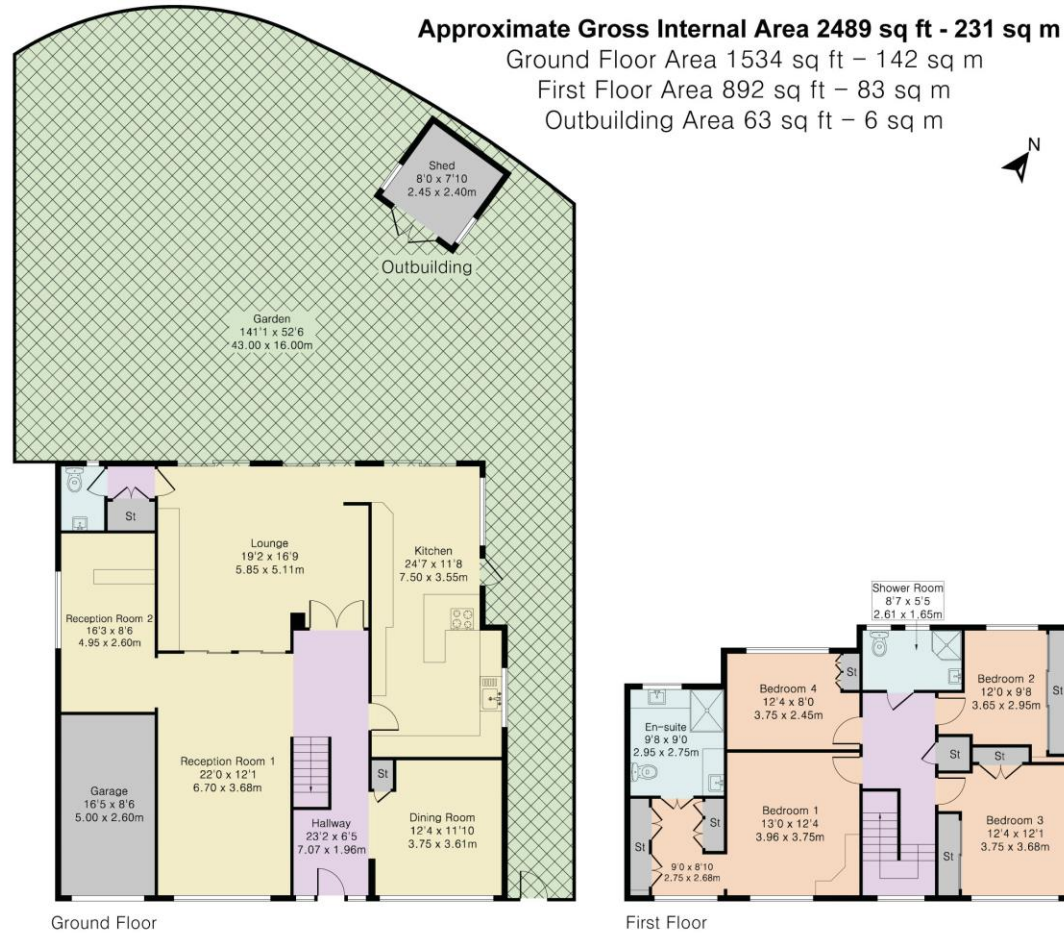 Approximate Gross Internal Area 2489 sq ft - 231 sq m
Ground Floor Area 1534 sq ft – 142 sq m
First Floor Area 892 sq ft – 83 sq m
Outbuilding Area 63 sq ft – 6 sq m
N
Shed
8'0 x 7'10
2.45 x 2.40m
Outbuilding
Garden
141'1 x 52'6
43.00 x 16.00m
St
Lounge
19'2 x 16'9
5.85 x 5.11m
Kitchen
24'7 x 11'8
7.50 x 3.55m
Reception Room 2
16'3 x 8'6
4.95 x 2.60m
Garage
16'5 x 8'6
5.00 x 2.60m
Reception Room 1
22'0 x 12'1
6.70 x 3.68m
Hallway
23'2 x 6'5
7.07 x 1.96m
St
Dining Room
12'4 x 11'10
3.75 x 3.61m
Ground Floor
Shower Room
8'7 x 5'5
2.61 x 1.65m
Bedroom 4
12'4 x 8'0
3.75 x 2.45m
St
Bedroom 2
12'0 x 9'8
3.65 x 2.95m
St
En-suite
9'8 x 9'0
2.95 x 2.75m
St
St
St
9'0 x 8'10
2.75 x 2.68m
Bedroom 1
13'0 x 12'4
3.96 x 3.75m
St
St
Bedroom 3
12'4 x 12'1
3.75 x 3.68m
First Floor